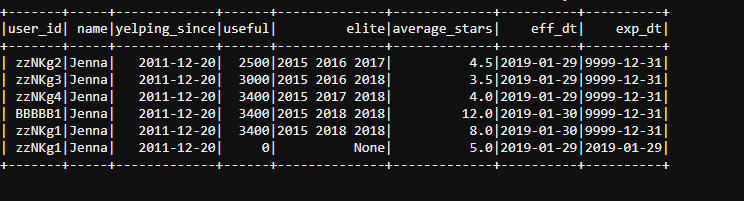 +-------+-----+-------------+------+--------------+-------------+----------+----------+
|user_id| name|yelping_since|useful|         elite|average_stars|    eff_dt|    exp_dt|
+-------+-----+-------------+------+--------------+-------------+----------+----------+
| zzNKg2|Jenna|   2011-12-20|  2500|2015 2016 2017|          4.5|2019-01-29|9999-12-31|
| zzNKg3|Jenna|   2011-12-20|  3000|2015 2016 2018|          3.5|2019-01-29|9999-12-31|
| zzNKg4|Jenna|   2011-12-20|  3400|2015 2017 2018|          4.0|2019-01-29|9999-12-31|
| BBBBB1|Jenna|   2011-12-20|  3400|2015 2018 2018|         12.0|2019-01-30|9999-12-31|
| zzNKg1|Jenna|   2011-12-20|  3400|2015 2018 2018|          8.0|2019-01-30|9999-12-31|
| zzNKg1|Jenna|   2011-12-20|     0|          None|          5.0|2019-01-29|2019-01-29|
+-------+-----+-------------+------+--------------+-------------+----------+----------+